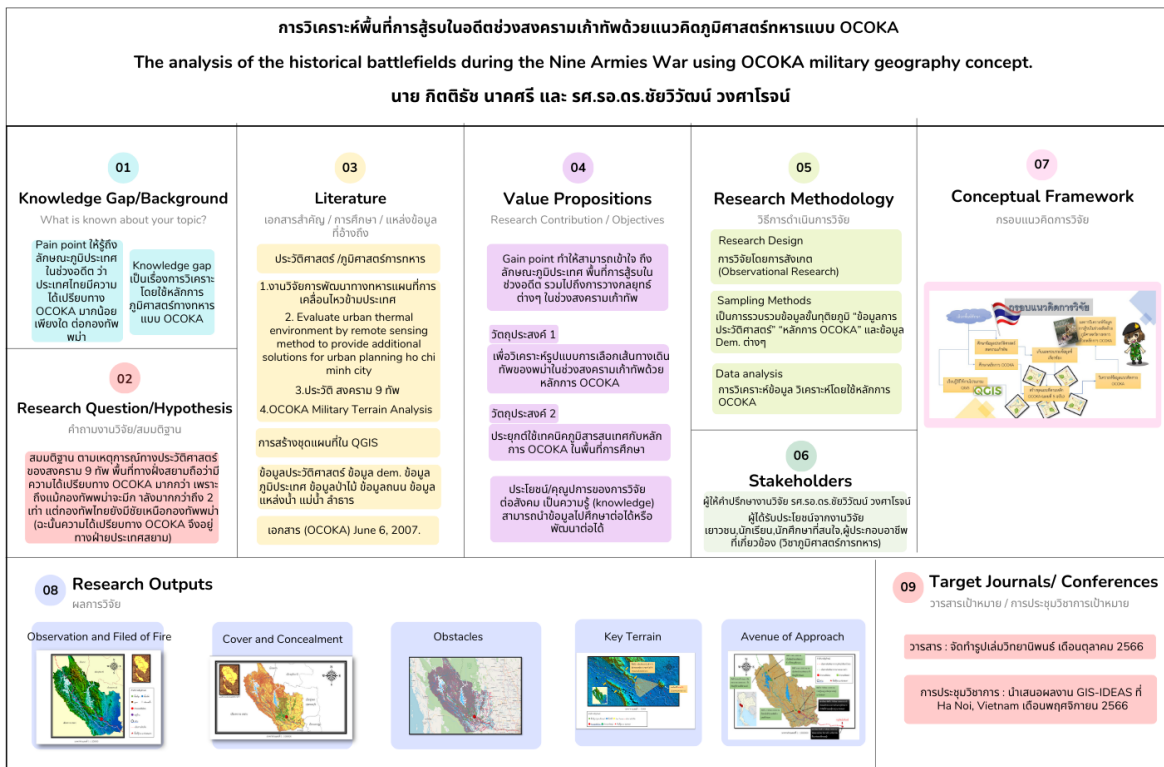 การวิเคราะห์พื้นที่การสู้รบในอดีตช่วงสงครามเก้าทัพด้วยแนวคิดภูมิศาสตร์ทหารแบบ OCOKA
The analysis of the historical battlefields during the Nine Armies War using OCOKA military geography concept.
นาย กิตติธัช นาคศรี และ รศ.รอ.ดร.ชัยวิวัฒน์ วงศาโรจน์
01
Knowledge Gap/Background
What is known about your topic?
Pain point ให้รู้ถึง
ลักษณะภูมิประเทศ
ในช่วงอดีต ว่า
ประเทศไทยมีความ
ได้เปรียบทาง
OCOKA มากน้อย
เพียงใด ต่อกองทัพ
พม่า
Knowledge gap
เป็นเรื่องการวิเคราะ
โดยใช้หลักการ
ภูมิศาสตร์ทางทหาร
แบบ OCOKA
02
Research Question/Hypothesis
คำถามงานวิจัย/สมมติฐาน
สมมติฐาน ตามเหตุการณ์ทางประวัติศาสตร์
ของสงคราม 9 ทัพ พื้นที่ทางฝั่งสยามถือว่ามี
ความได้เปรียบทาง OCOKA มากกว่า เพราะ
ถึงแม้กองทัพพม่าจะมีก ำลังมากกว่าถึง 2
เท่า แต่กองทัพไทยยังมีชัยเหนือกองทัพพม่า
(ฉะนั้นความได้เปรียบทาง OCOKA จึงอยู่
ทางฝ่ายประเทศสยาม)
03
Literature
เอกสารสำคัญ / การศึกษา / แหล่งข้อมูล
ที่อ้างถึง
ประวัติศาสตร์ /ภูมิศาสตร์การทหาร
1.งานวิจัยการพัฒนาทางทหารแผนที่การ
เคลื่อนไหวข้ามประเทศ
2. Evaluate urban thermal
environment by remote sensing
method to provide additional
solutions for urban planning ho chi
minh city
3.ประวัติ สงคราม 9 ทัพ
4.OCOKA Military Terrain Analysis
การสร้างชุดแผนที่ใน QGIS
ข้อมูลประวัติศาสตร์ ข้อมูล dem. ข้อมูล
ภูมิประเทศ ข้อมูลป่าไม้ ข้อมูลถนน ข้อมูล
แหล่งน้ำ แม่น้ำ ลำธาร
เอกสาร (OCOKA) June 6, 2007.
04
Value Propositions
Research Contribution / Objectives
Gain point ทำให้สามารถเข้าใจ ถึง
ลักษณะภูมิประเทศ พื้นที่การสู้รบใน
ช่วงอดีต รวมไปถึงการวางกลยุทธ์
ต่างๆ ในช่วงสงครามเก้าทัพ
วัตถุประสงค์ 1
เพื่อวิเคราะห์รูปแบบการเลือกเส้นทางเดิน
ทัพของพม่าในช่วงสงครามเก้าทัพด้วย
หลักการ OCOKA
วัตถุประสงค์ 2
ประยุกต์ใช้เทคนิคภูมิสารสนเทศกับหลัก
การ OCOKA ในพื้นที่การศึกษา
ประโยชน์/คุณูปการของการวิจัย
ต่อสังคม เป็นความรู้ (knowledge)
สามารถนำข้อมูลไปศึกษาต่อได้หรือ
พัฒนาต่อได้
05
Research Methodology
วิธีการดำเนินการวิจัย
Research Design
การวิจัยโดยการสังเกต
(Observational Research)
Sampling Methods
เป็นการรวบรวมข้อมูลขั้นทุติยภูมิ “ข้อมูลการ
ประวัติศาสตร์” “หลักการ OCOKA” และข้อมูล
Dem. ต่างๆ
Data analysis
การวิเคราะห์ข้อมูล วิเคราะห์โดยใช้หลักการ
OCOKA
06
Stakeholders
ผู้ให้คำปรึกษางานวิจัย รศ.รอ.ดร.ชัยวิวัฒน์ วงศาโรจน์
ผู้ได้รับประโยชน์จากงานวิจัย
เยาวชน,นักเรียน,นักศึกษาที่สนใจ,ผู้ประกอบอาชีพ
ที่เกี่ยวข้อง (วิชาภูมิศาสตร์การทหาร)
07
Conceptual Framework
กรอบแนวคิดการวิจัย
กรอบแนวคิดการวิจัย
QGIS
08
Research Outputs
ผลการวิจัย
Observation and Filed of Fire
Cover and Concealment
Obstacles
Key Terrain
Avenue of Approach
09
Target Journals/ Conferences
วารสารเป้าหมาย / การประชุมวิชาการเป้าหมาย
วารสาร : จัดทำรูปเล่มวิทยานิพนธ์ เดือนตุลาคม 2566
การประชุมวิชาการ : นำเสนอผลงาน GIS-IDEAS ที่
Ha Noi, Vietnam เดือนพฤศจิกายน 2566